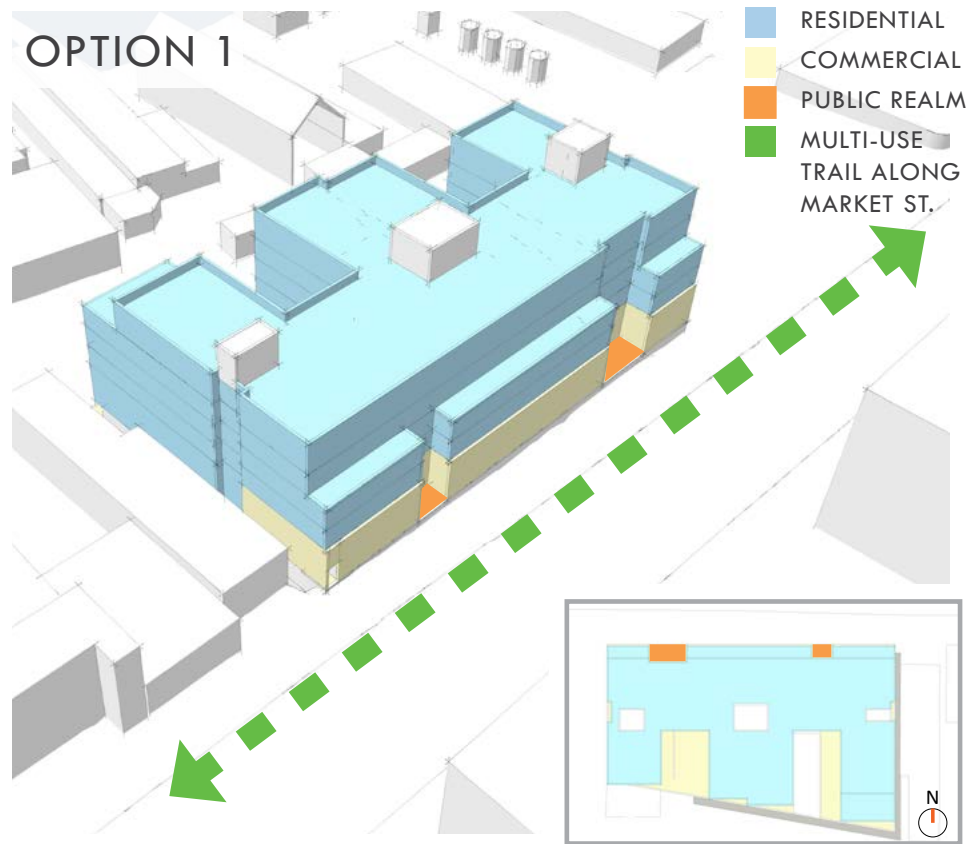 OPTION 1
RESIDENTIAL
COMMERCIAL
PUBLIC REALM
MULTI-USE
TRAIL ALONG
MARKET ST.
N